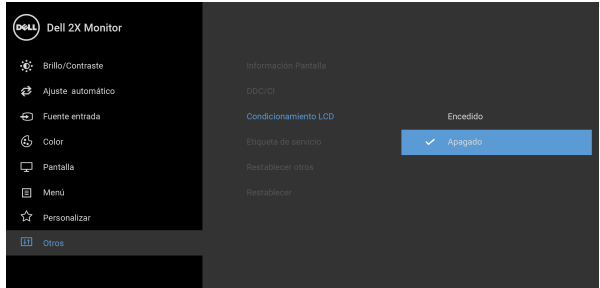 DELL Dell 2X Monitor
Brillo/Contraste
Ajuste automático
Fuente entrada
Color
Pantalla
Menú
Personalizar
Otros
Información Pantalla
DDC/CI
Condicionamiento LCD
Etiqueta de servicio
Restablecer otros
Restablecer
Encedido
Apagado